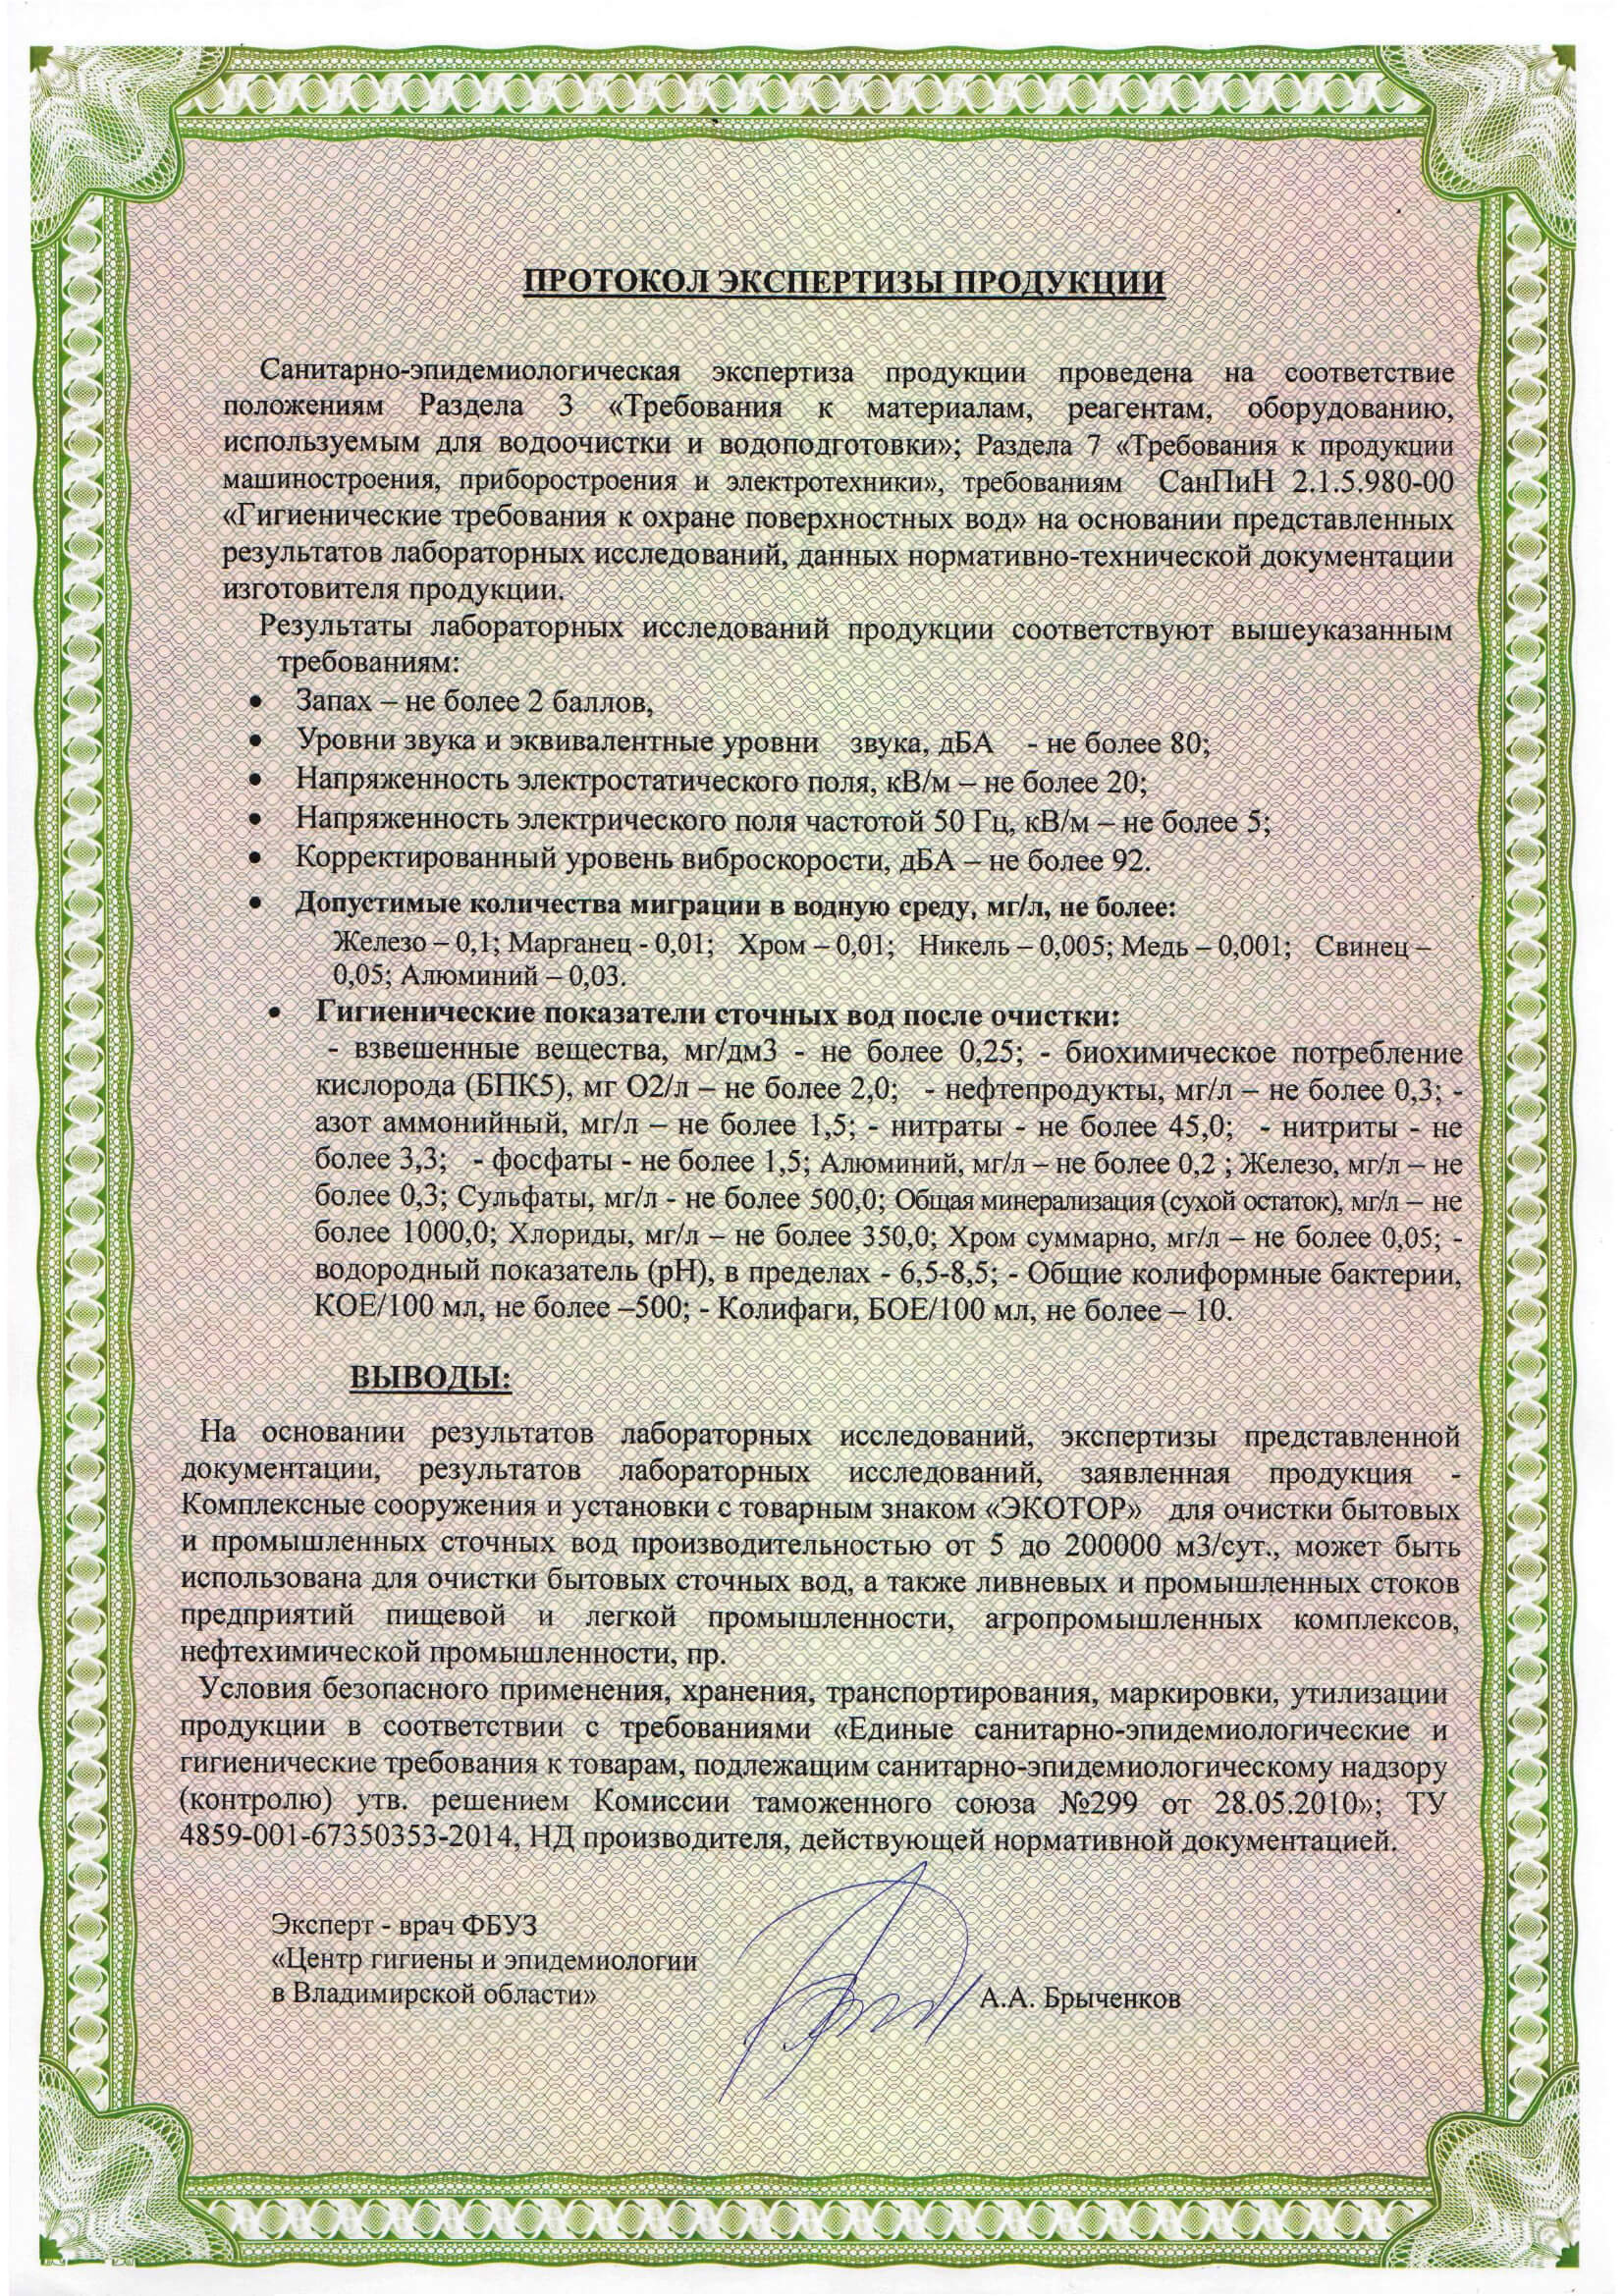 ПРОТОКОЛ ЭКСПЕРТИЗЫ ПРОДУКЦИИ
Санитарно-эпидемиологическая экспертиза продукции проведена на соответствие
положениям Раздела 3 «Требования к материалам, реагентам, оборудованию,
используемым для водоочистки и водоподготовки»; Раздела 7 «Требования к продукции
машиностроения, приборостроения и электротехники», требованиям СанПиН 2.1.5.980-00
«Гигиенические требования к охране поверхностных вод» на основании представленных
результатов лабораторных исследований, данных нормативно-технической документации
изготовителя продукции.
Результаты лабораторных исследований продукции соответствуют вышеуказанным
требованиям:
• Запах – не более 2 баллов,
• Уровни звука и эквивалентные уровни звука, дБА - не более 80;
• Напряженность электростатического поля, кВ/м – не более 20;
• Напряженность электрического поля частотой 50 Гц, кВ/м – не более 5;
• Корректированный уровень виброскорости, дБА – не более 92.
• Допустимые количества миграции в водную среду, мг/л, не более:
Железо – 0,1; Марганец - 0,01; Хром – 0,01; Никель – 0,005; Медь – 0,001; Свинец –
0,05; Алюминий – 0,03.
• Гигиенические показатели сточных вод после очистки:
- взвешенные вещества, мг/дм3 - не более 0,25; - биохимическое потребление
кислорода (БПК5), мг О2/л – не более 2,0; - нефтепродукты, мг/л – не более 0,3; -
азот аммонийный, мг/л – не более 1,5; - нитраты - не более 45,0; - нитриты - не
более 3,3; - фосфаты - не более 1,5; Алюминий, мг/л – не более 0,2 ; Железо, мг/л – не
более 0,3; Сульфаты, мг/л - не более 500,0; Общая минерализация (сухой остаток), мг/л – не
более 1000,0; Хлориды, мг/л – не более 350,0; Хром суммарно, мг/л – не более 0,05; -
водородный показатель (рН), в пределах - 6,5-8,5; - Общие колиформные бактерии,
КОЕ/100 мл, не более –500; - Колифаги, БОЕ/100 мл, не более – 10.
ВЫВОДЫ:
На основании результатов лабораторных исследований, экспертизы представленной
документации, результатов лабораторных исследований, заявленная продукция -
Комплексные сооружения и установки с товарным знаком «ЭКОТОР» для очистки бытовых
и промышленных сточных вод производительностью от 5 до 200000 м3/сут., может быть
использована для очистки бытовых сточных вод, а также ливневых и промышленных стоков
предприятий пищевой и легкой промышленности, агропромышленных комплексов,
нефтехимической промышленности, пр.
Условия безопасного применения, хранения, транспортирования, маркировки, утилизации
продукции в соответствии с требованиями «Единые санитарно-эпидемиологические и
гигиенические требования к товарам, подлежащим санитарно-эпидемиологическому надзору
(контролю) утв. решением Комиссии таможенного союза №299 от 28.05.2010»; ТУ
4859-001-67350353-2014, НД производителя, действующей нормативной документацией.
Эксперт - врач ФБУЗ
«Центр гигиены и эпидемиологии
в Владимирской области»
А.А. Брыченков